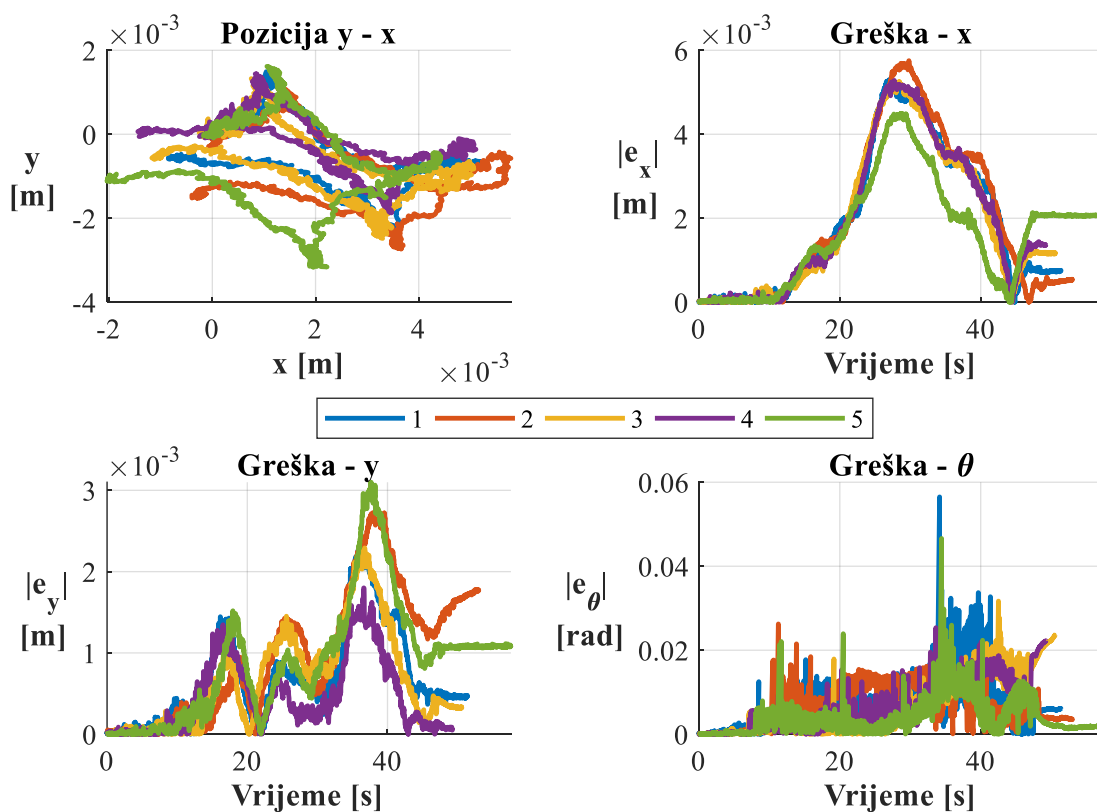 ×10⁻³
Pozicija y - x
2
0
-2
-4
y
[m]
-2
0
2
4
x [m]
×10⁻³
×10⁻³
Greška - x
6
4
2
0
|eₓ|
[m]
0
20
40
Vrijeme [s]
1
2
3
4
5
×10⁻³
Greška - y
3
2
1
0
|e_y|
[m]
0
20
40
Vrijeme [s]
Greška - θ
0.06
0.04
0.02
0
|e_θ|
[rad]
0
20
40
Vrijeme [s]